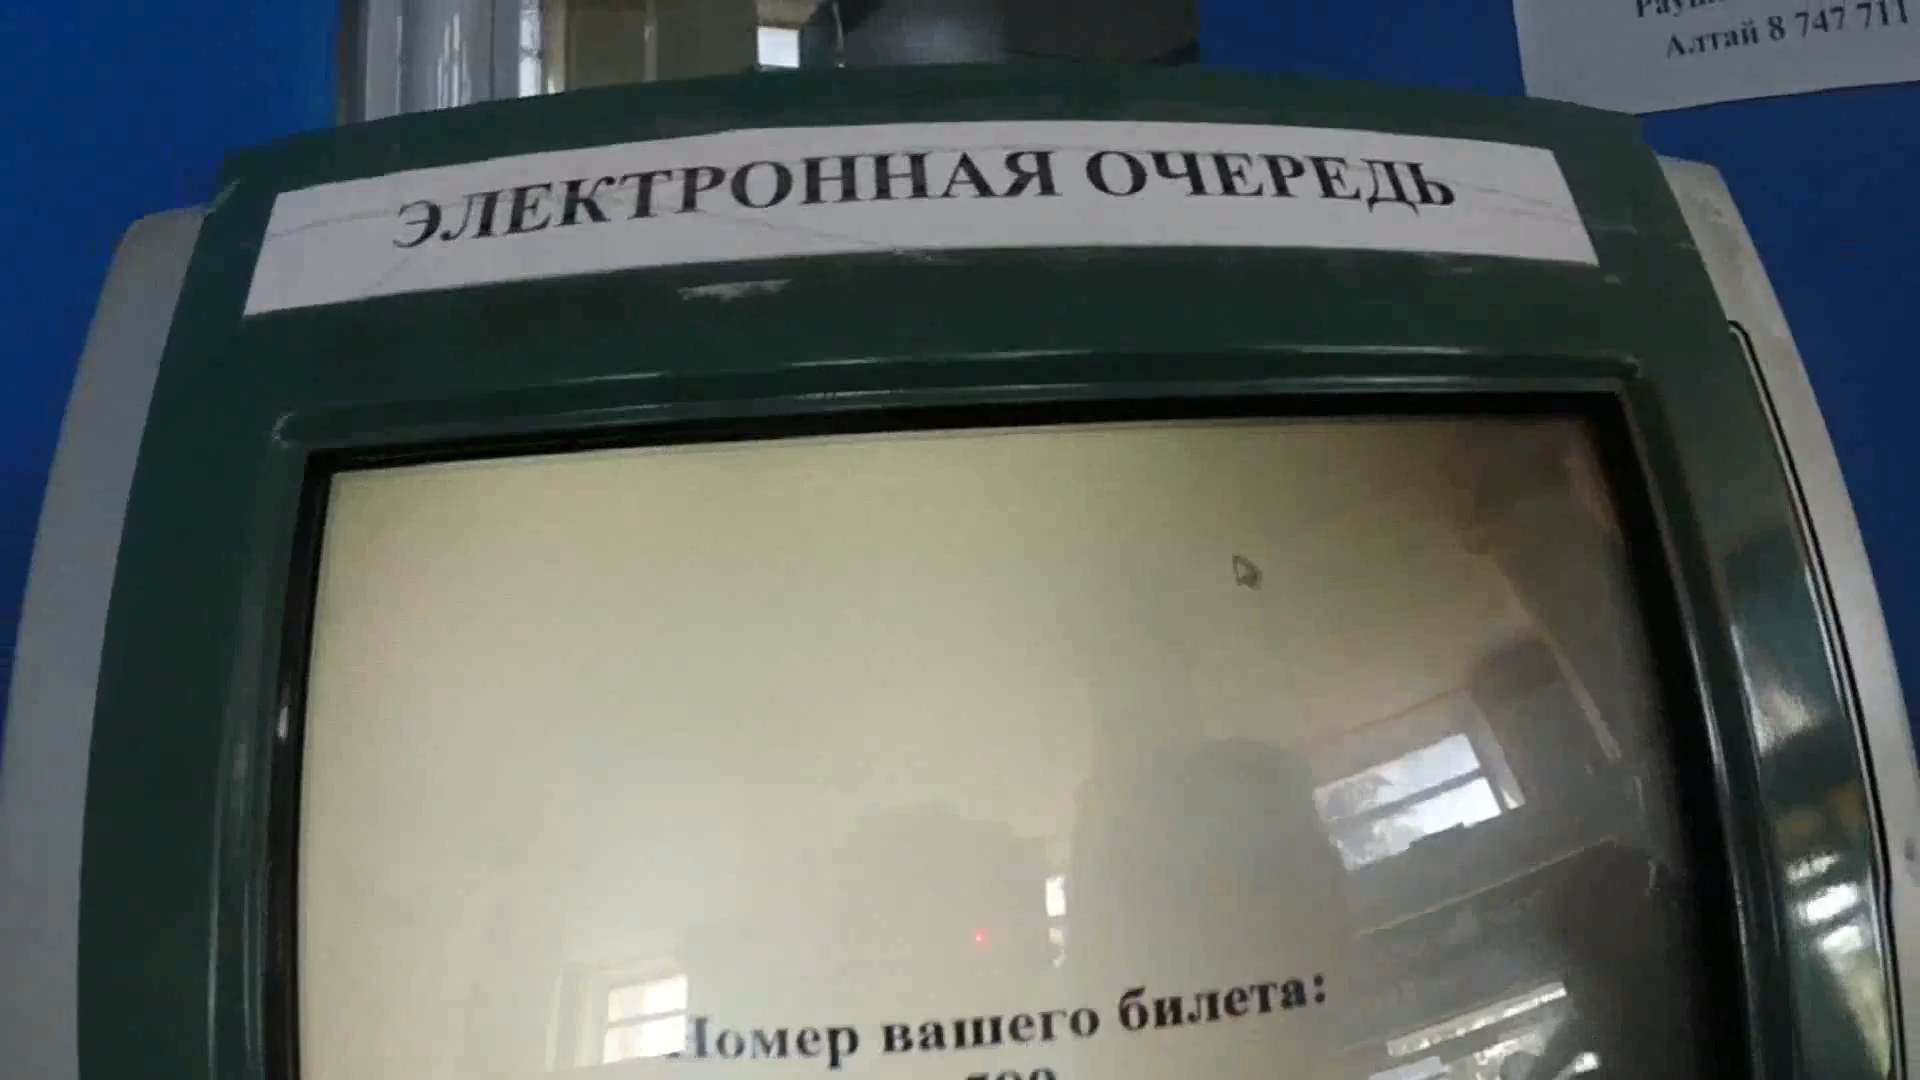 Алтай 8 747 711
ЭЛЕКТРОННАЯ ОЧЕРЕДЬ
Номер вашего билета: